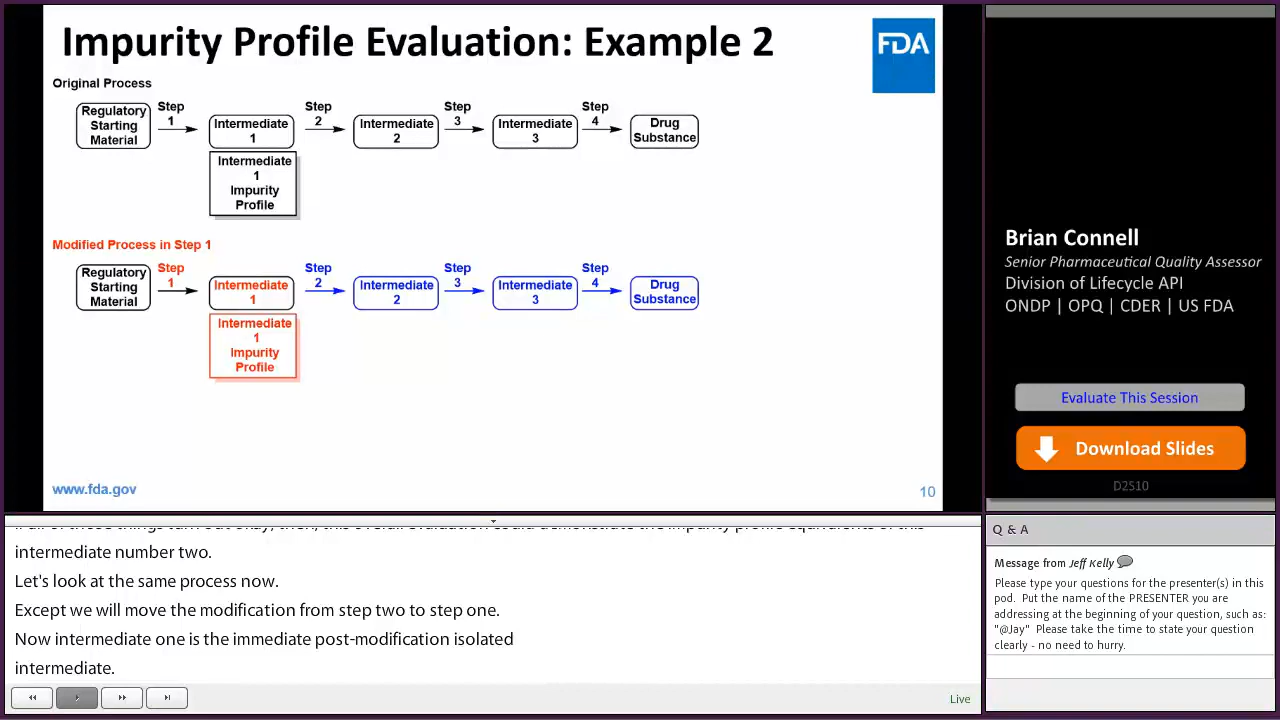 Impurity Profile Evaluation: Example 2
FDA
Original Process
Regulatory
Starting
Material
Step
1
Intermediate
1
Step
2
Intermediate
2
Step
3
Intermediate
3
Step
4
Drug
Substance
Intermediate
1
Impurity
Profile
Modified Process in Step 1
Regulatory
Starting
Material
Step
1
Intermediate
1
Step
2
Intermediate
2
Step
3
Intermediate
3
Step
4
Drug
Substance
Intermediate
1
Impurity
Profile
www.fda.gov
10
Brian Connell
Senior Pharmaceutical Quality Assessor
Division of Lifecycle API
ONDP | OPQ | CDER | US FDA
Evaluate This Session
Download Slides
D2S10
intermediate number two.
Let's look at the same process now.
Except we will move the modification from step two to step one.
Now intermediate one is the immediate post-modification isolated
intermediate.
Live
Q & A
Message from Jeff Kelly
Please type your questions for the presenter(s) in this
pod. Put the name of the PRESENTER you are
addressing at the beginning of your question, such as:
"@Jay" Please take the time to state your question
clearly - no need to hurry.